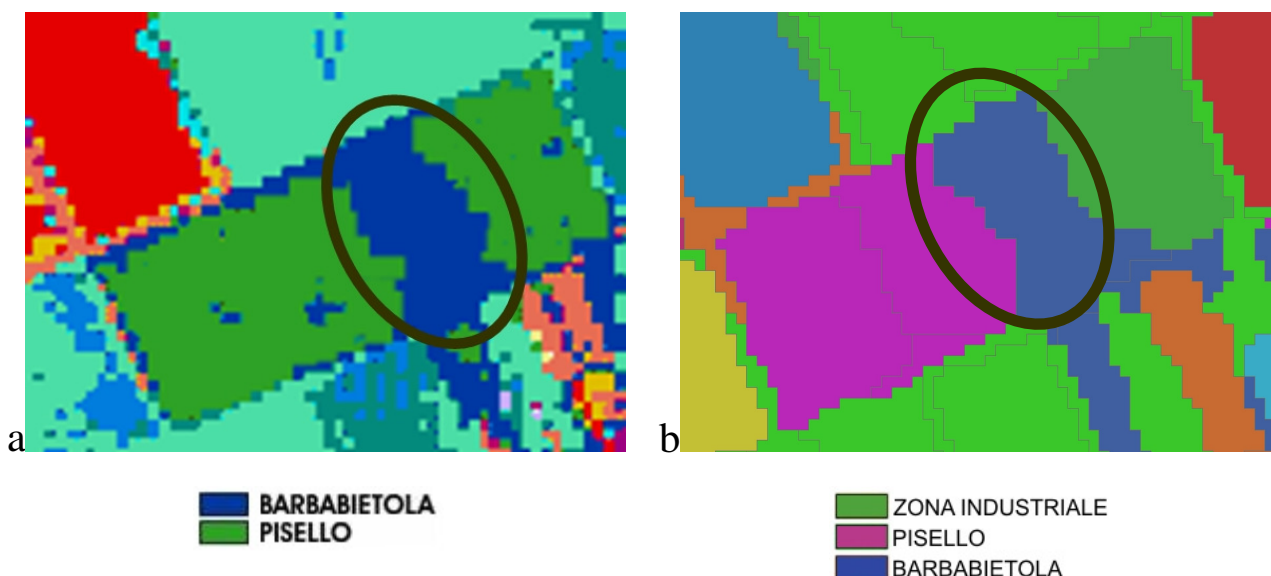 a
b
BARBABIETOLA
PISELLO
ZONA INDUSTRIALE
PISELLO
BARBABIETOLA